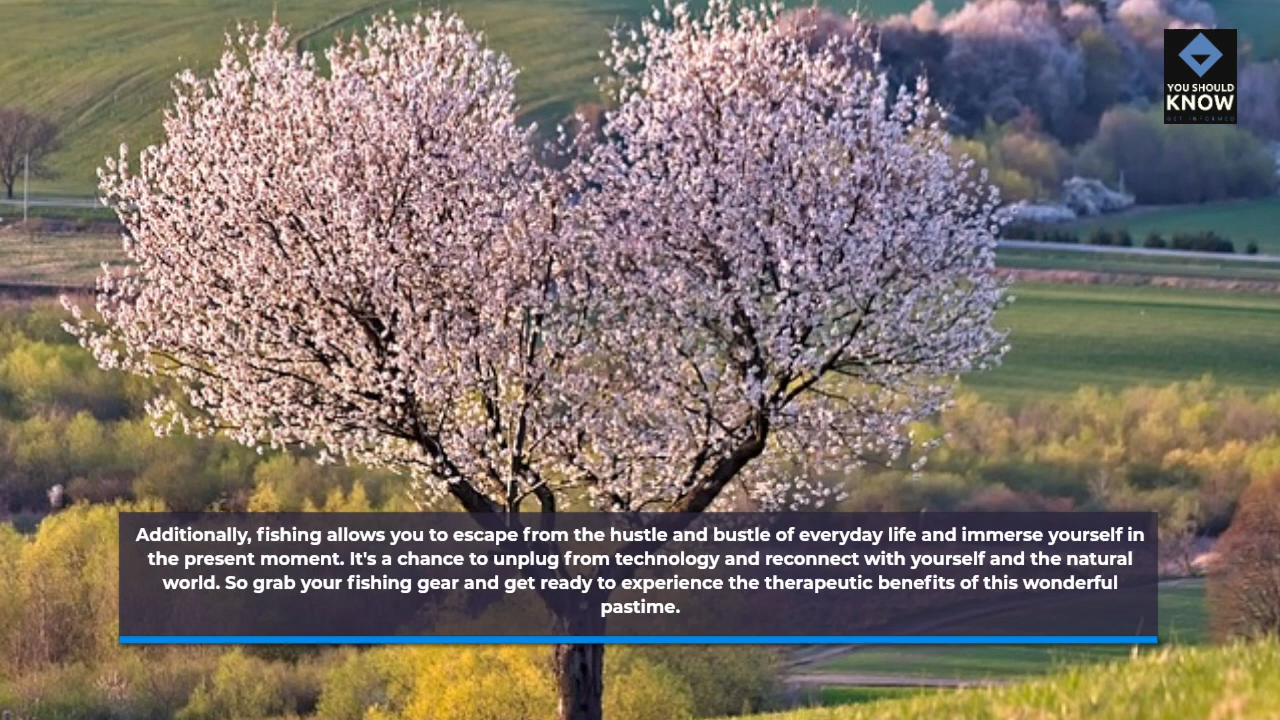 YOU SHOULD
KNOW
GET INFORMED
Additionally, fishing allows you to escape from the hustle and bustle of everyday life and immerse yourself in
the present moment. It's a chance to unplug from technology and reconnect with yourself and the natural
world. So grab your fishing gear and get ready to experience the therapeutic benefits of this wonderful
pastime.